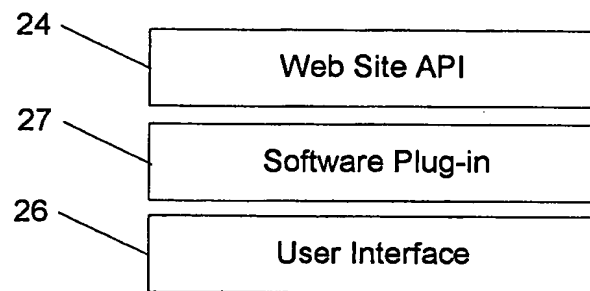 24
Web Site API
27
Software Plug-in
26
User Interface